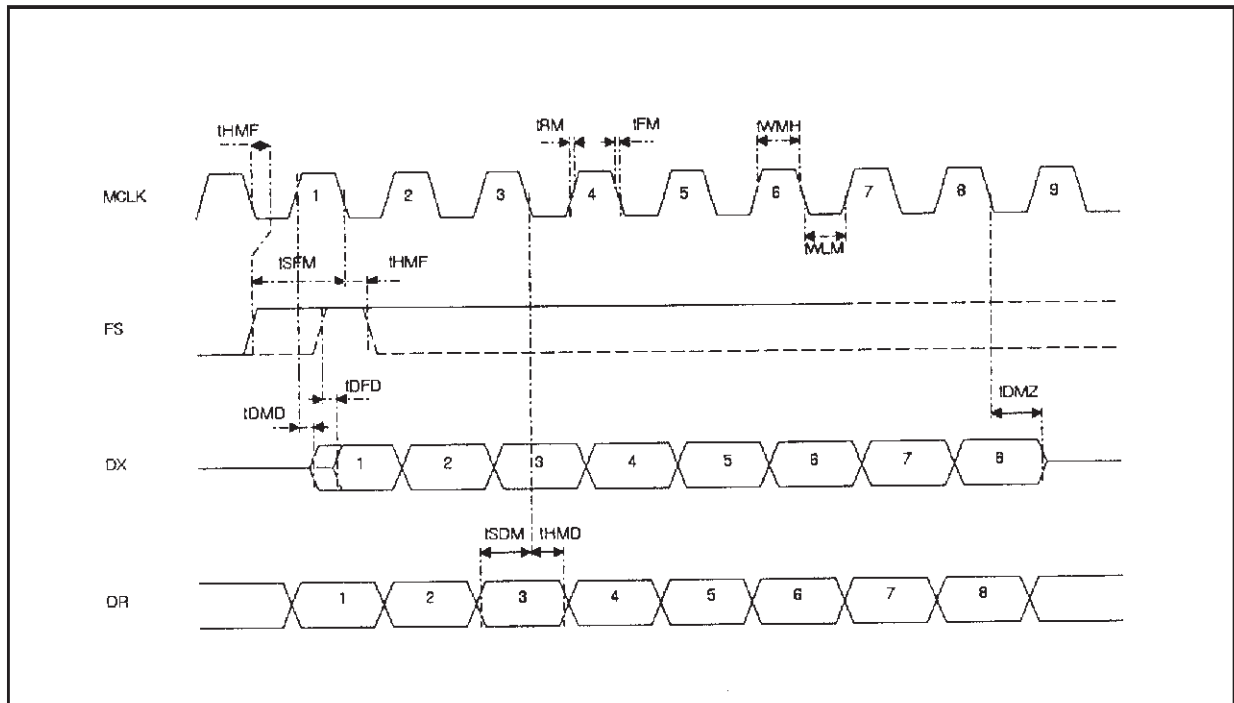 tHMF tRM tFM tWMH
MCLK 1 2 3 4 5 6 7 8 9
tWLM
tSFM tHMF
FS
tDFD
tDMD tDMZ
DX 1 2 3 4 5 6 7 8
tSDM tHMD
DR 1 2 3 4 5 6 7 8